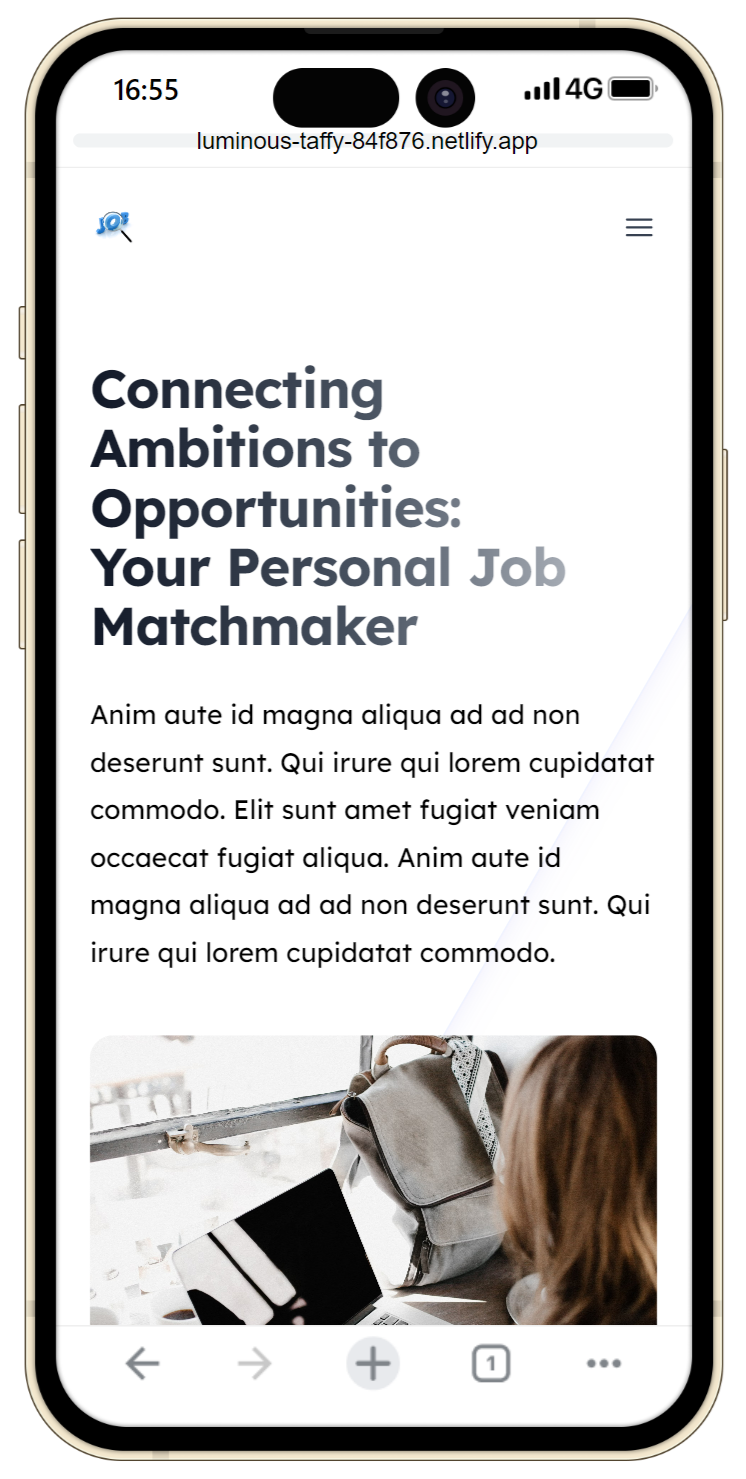 16:55
4G
luminous-taffy-84f876.netlify.app
JOB
Connecting
Ambitions to
Opportunities:
Your Personal Job
Matchmaker
Anim aute id magna aliqua ad ad non
deserunt sunt. Qui irure qui lorem cupidatat
commodo. Elit sunt amet fugiat veniam
occaecat fugiat aliqua. Anim aute id
magna aliqua ad ad non deserunt sunt. Qui
irure qui lorem cupidatat commodo.
1